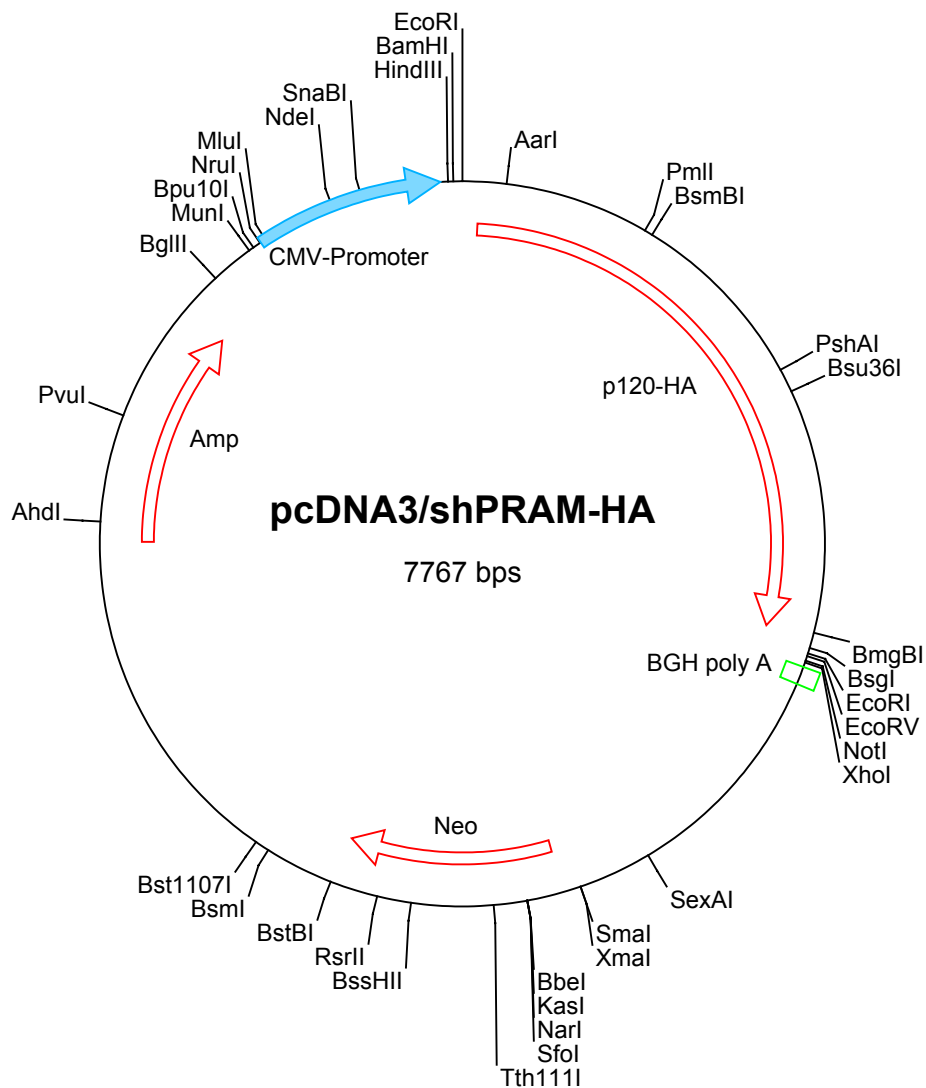 EcoRI
BamHI
HindIII
SnaBI
NdeI
MluI
NruI
Bpu10I
MunI
BglII
CMV-Promoter
AarI
PmlI
BsmBI
PshAI
Bsu36I
p120-HA
PvuI
Amp
AhdI
pcDNA3/shPRAM-HA
7767 bps
BGH poly A
BmgBI
BsgI
EcoRI
EcoRV
NotI
XhoI
Neo
Bst1107I
BsmI
BstBI
RsrII
BssHII
SexAI
SmaI
XmaI
BbeI
KasI
NarI
SfoI
Tth111I